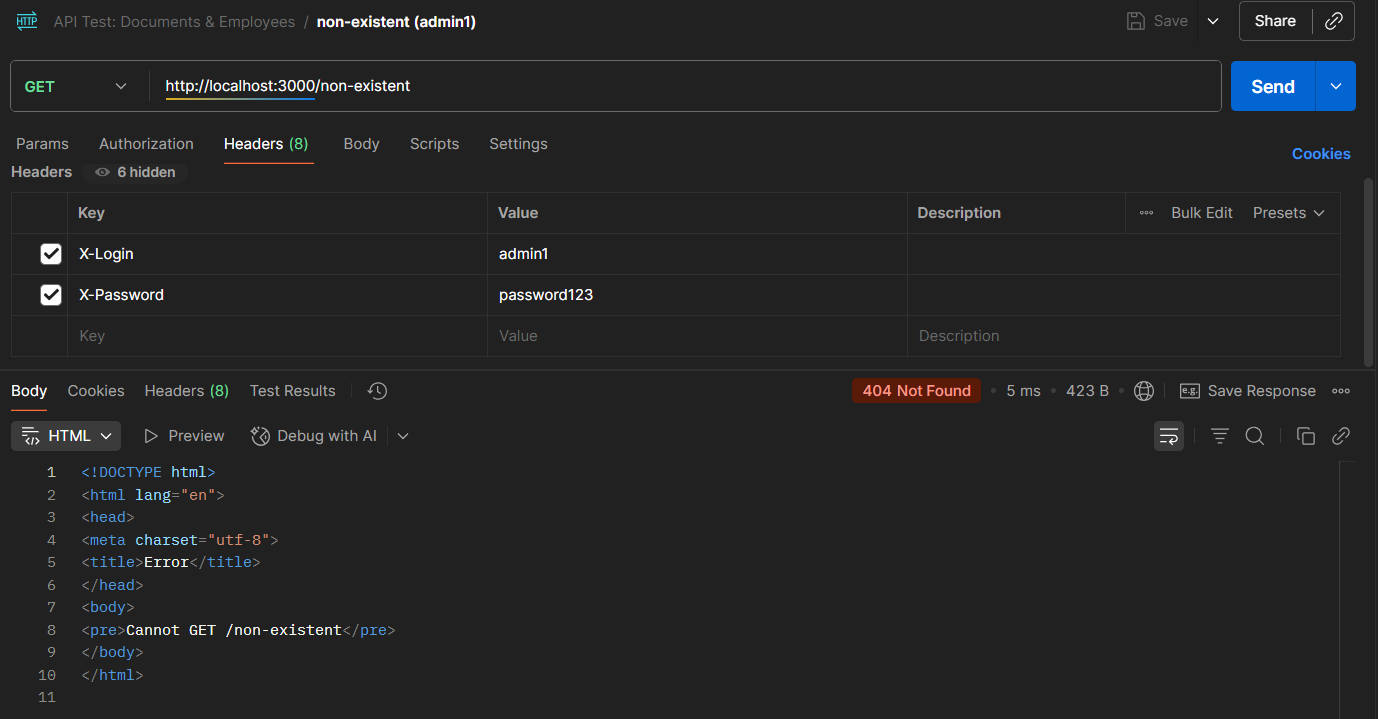 HTTP API Test: Documents & Employees / non-existent (admin1) Save Share
GET http://localhost:3000/non-existent Send
Params Authorization Headers (8) Body Scripts Settings Cookies
Headers 6 hidden
Key Value Description Bulk Edit Presets
X-Login admin1
X-Password password123
Key Value Description
Body Cookies Headers (8) Test Results 404 Not Found • 5 ms • 423 B • e.g. Save Response
HTML Preview Debug with AI
1 <!DOCTYPE html>
2 <html lang="en">
3 <head>
4 <meta charset="utf-8">
5 <title>Error</title>
6 </head>
7 <body>
8 <pre>Cannot GET /non-existent</pre>
9 </body>
10 </html>
11